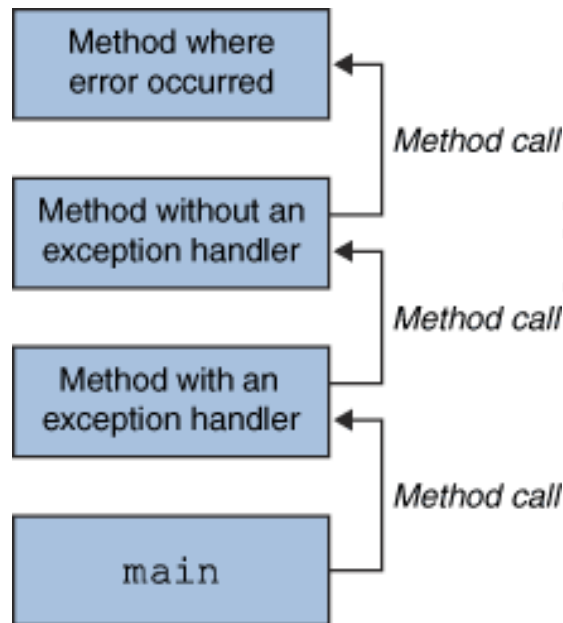 Method where
error occurred
Method call
Method without an
exception handler
Method call
Method with an
exception handler
Method call
main